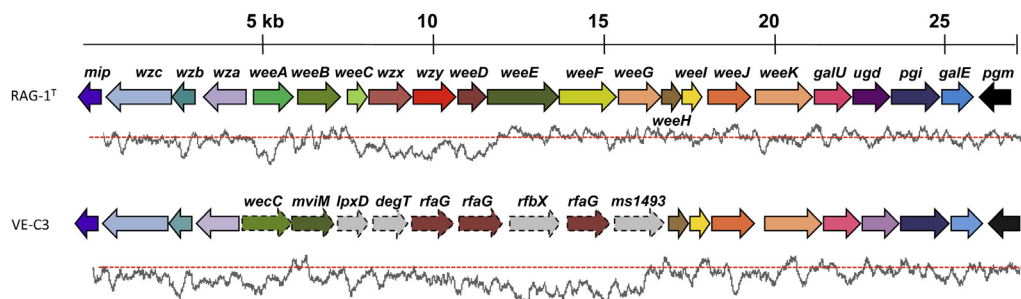 5 kb 10 15 20 25
mip wzc wzb wza weeA weeB weeC wzx wzy weeD weeE weeF weeG weeI weeJ weeK galU ugd pgi galE pgm
RAG-1ᵀ
weeH
wecC mviM lpxD degT rfaG rfaG rfbX rfaG ms1493
VE-C3